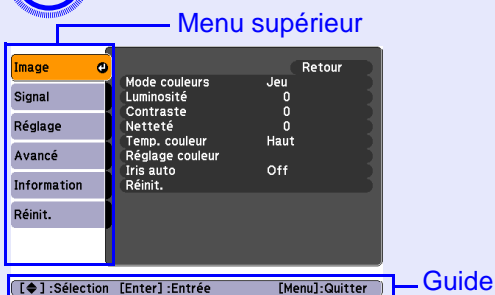 Menu supérieur
Image
Signal
Réglage
Avancé
Information
Réinit.
Retour
Mode couleurs Jeu
Luminosité 0
Contraste 0
Netteté 0
Temp. couleur Haut
Réglage couleur
Iris auto Off
Réinit.
[◆] :Sélection [Enter] :Entrée [Menu]:Quitter
Guide